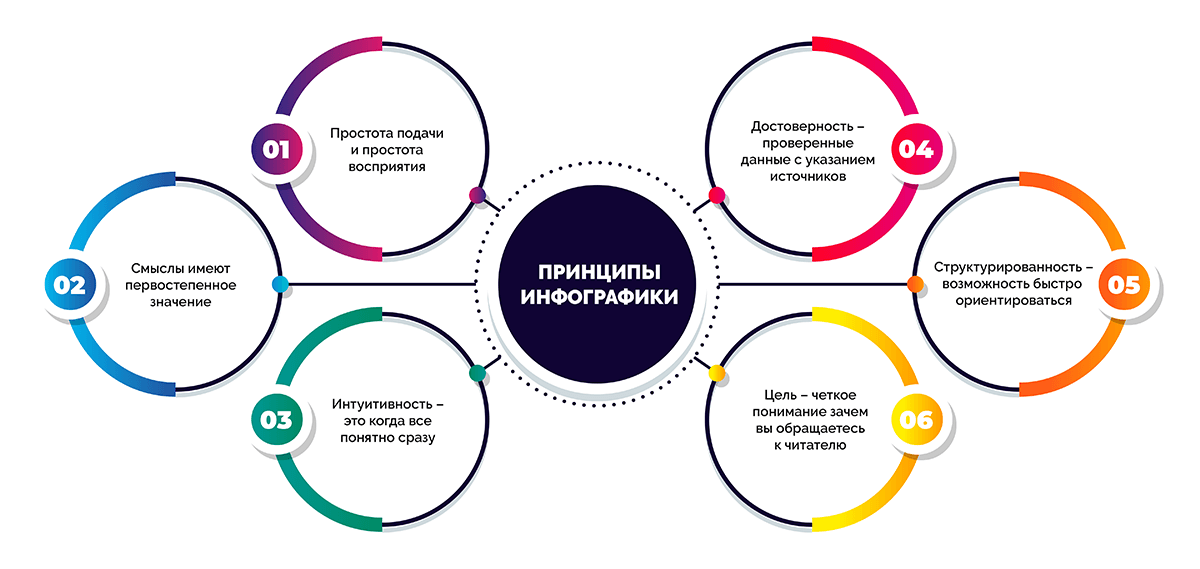 ПРИНЦИПЫ
ИНФОГРАФИКИ
01
Простота подачи
и простота
восприятия
02
Смыслы имеют
первостепенное
значение
03
Интуитивность –
это когда все
понятно сразу
04
Достоверность –
проверенные
данные с указанием
источников
05
Структурированность –
возможность быстро
ориентироваться
06
Цель – четкое
понимание зачем
вы обращаетесь
к читателю